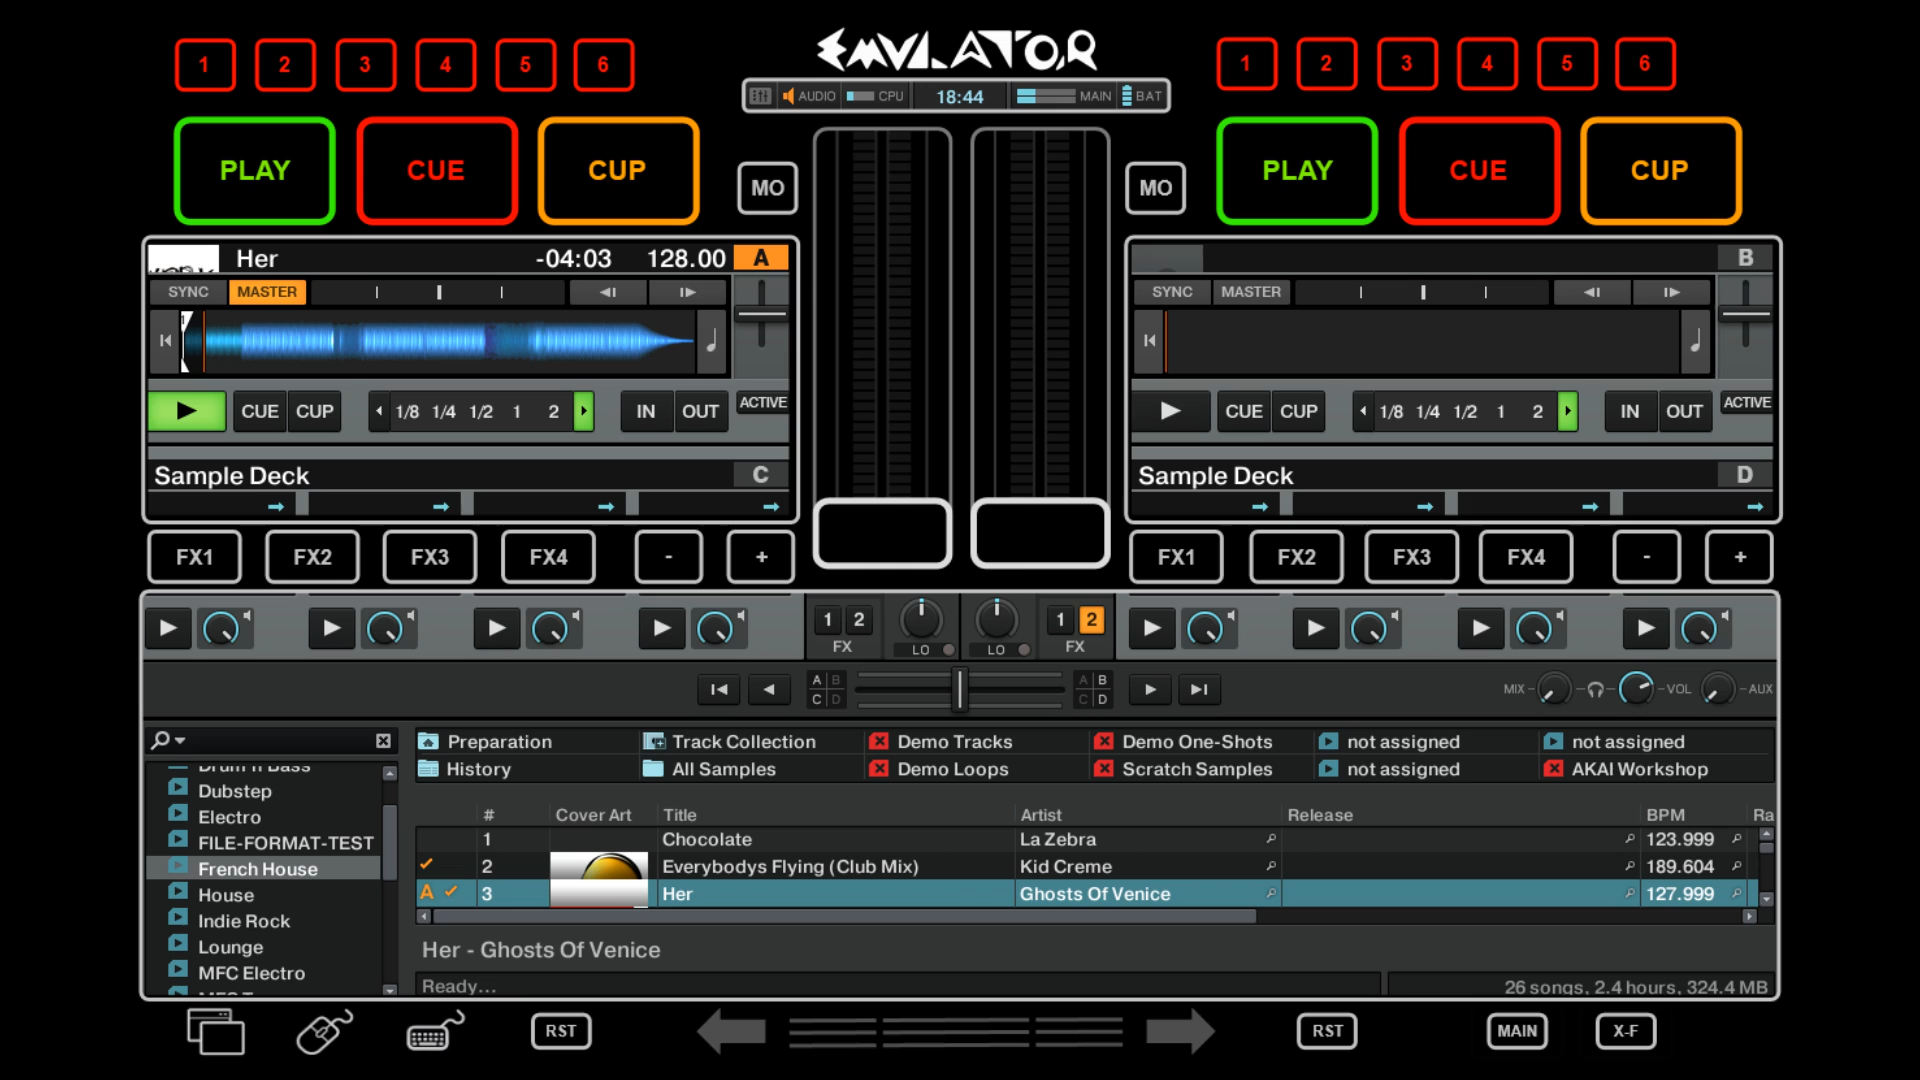 EMULATOR
1 2 3 4 5 6
1 2 3 4 5 6
AUDIO CPU 18:44 MAIN BAT
PLAY CUE CUP
MO
MO
PLAY CUE CUP
Her -04:03 128.00 A
SYNC MASTER
1
CUE CUP 1/8 1/4 1/2 1 2 IN OUT ACTIVE
Sample Deck C
B
SYNC MASTER
CUE CUP 1/8 1/4 1/2 1 2 IN OUT ACTIVE
Sample Deck D
FX1 FX2 FX3 FX4 - +
FX1 FX2 FX3 FX4 - +
1 2 1 2
FX LO LO FX
A B A B
C D C D
MIX VOL AUX
Preparation Track Collection Demo Tracks Demo One-Shots not assigned not assigned
History All Samples Demo Loops Scratch Samples not assigned AKAI Workshop
Drum n Bass
Dubstep
Electro
FILE-FORMAT-TEST
French House
House
Indie Rock
Lounge
MFC Electro
# Cover Art Title Artist Release BPM Ra
1 Chocolate La Zebra 123.999
2 Everybodys Flying (Club Mix) Kid Creme 189.604
A 3 Her Ghosts Of Venice 127.999
Her - Ghosts Of Venice
Ready...
26 songs, 2.4 hours, 324.4 MB
RST RST MAIN X-F